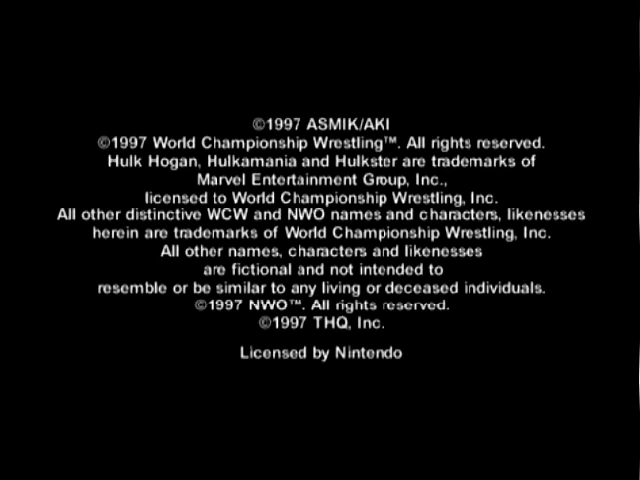 ©1997 ASMIK/AKI
©1997 World Championship Wrestling™. All rights reserved.
Hulk Hogan, Hulkamania and Hulkster are trademarks of
Marvel Entertainment Group, Inc.,
licensed to World Championship Wrestling, Inc.
All other distinctive WCW and NWO names and characters, likenesses
herein are trademarks of World Championship Wrestling, Inc.
All other names, characters and likenesses
are fictional and not intended to
resemble or be similar to any living or deceased individuals.
©1997 NWO™. All rights reserved.
©1997 THQ, Inc.
Licensed by Nintendo